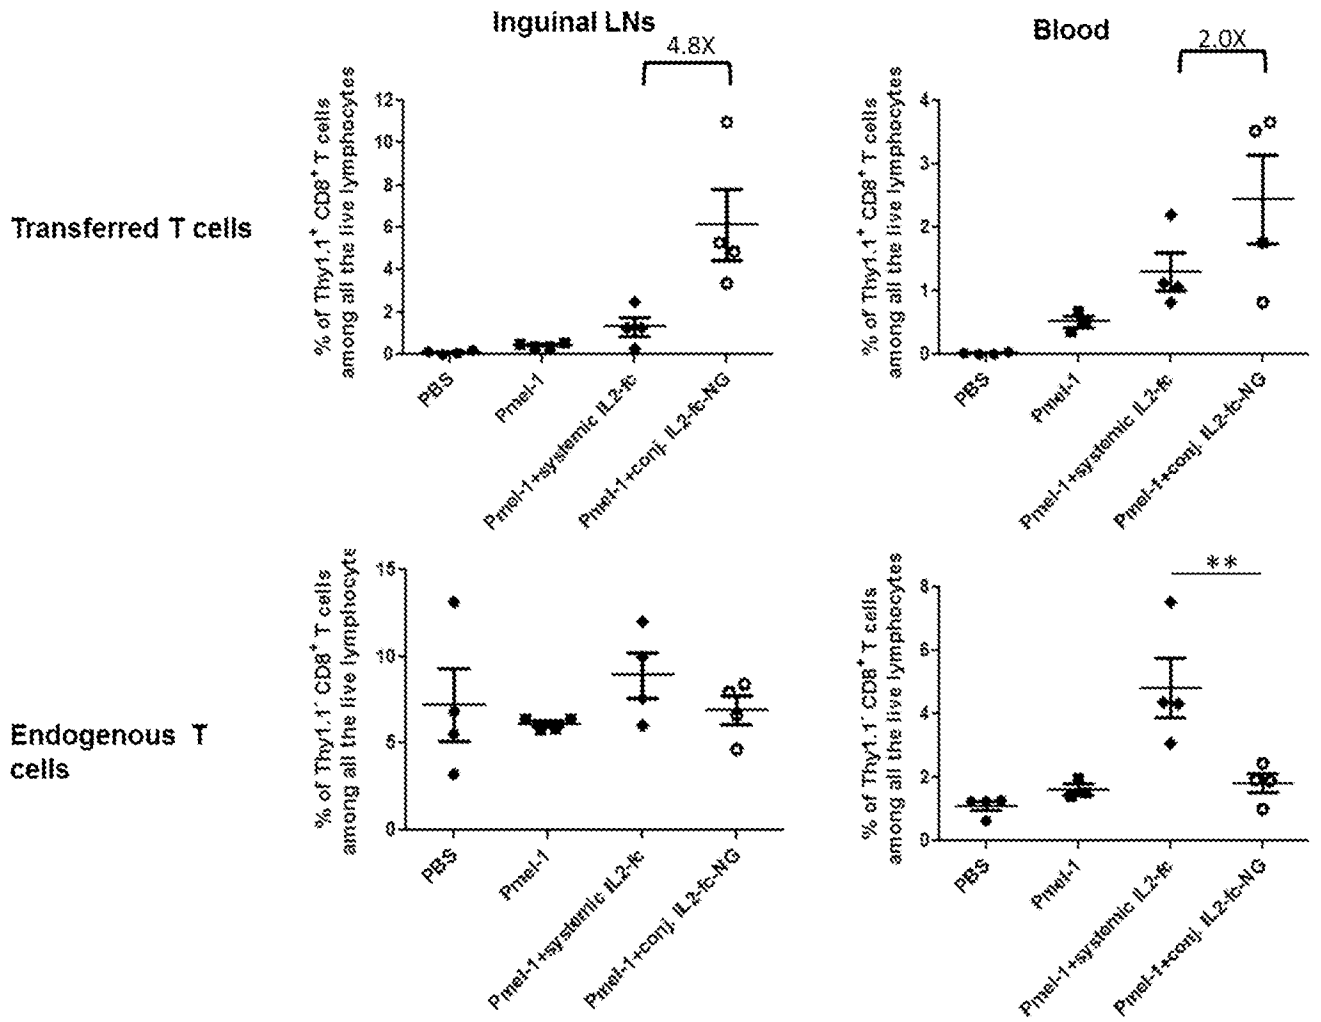 Inguinal LNs
Blood
4.8X
2.0X
Transferred T cells
% of Thy1.1+ CD8+ T cells
among all the live lymphocytes
12
10
8
6
4
2
0
PBS
Pmel-1
Pmel-1+systemic IL2-fc
Pmel-1+conj. IL2-fc-NG
% of Thy1.1+ CD8+ T cells
among all the live lymphocytes
4
3
2
1
0
PBS
Pmel-1
Pmel-1+systemic IL2-fc
Pmel-1+conj. IL2-fc-NG
Endogenous T
cells
% of Thy1.1- CD8+ T cells
among all the live lymphocyte
15
10
5
0
PBS
Pmel-1
Pmel-1+systemic IL2-fc
Pmel-1+conj. IL2-fc-NG
**
% of Thy1.1- CD8+ T cells
among all the live lymphocytes
8
6
4
2
0
PBS
Pmel-1
Pmel-1+systemic IL2-fc
Pmel-1+conj. IL2-fc-NG